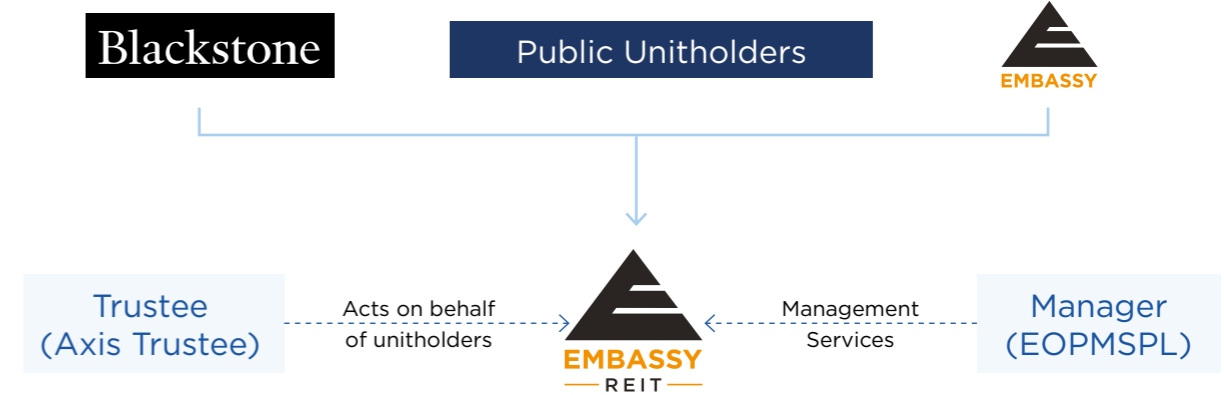 Blackstone
Public Unitholders
EMBASSY
Trustee
(Axis Trustee)
Acts on behalf
of unitholders
EMBASSY
REIT
Management
Services
Manager
(EOPMSPL)